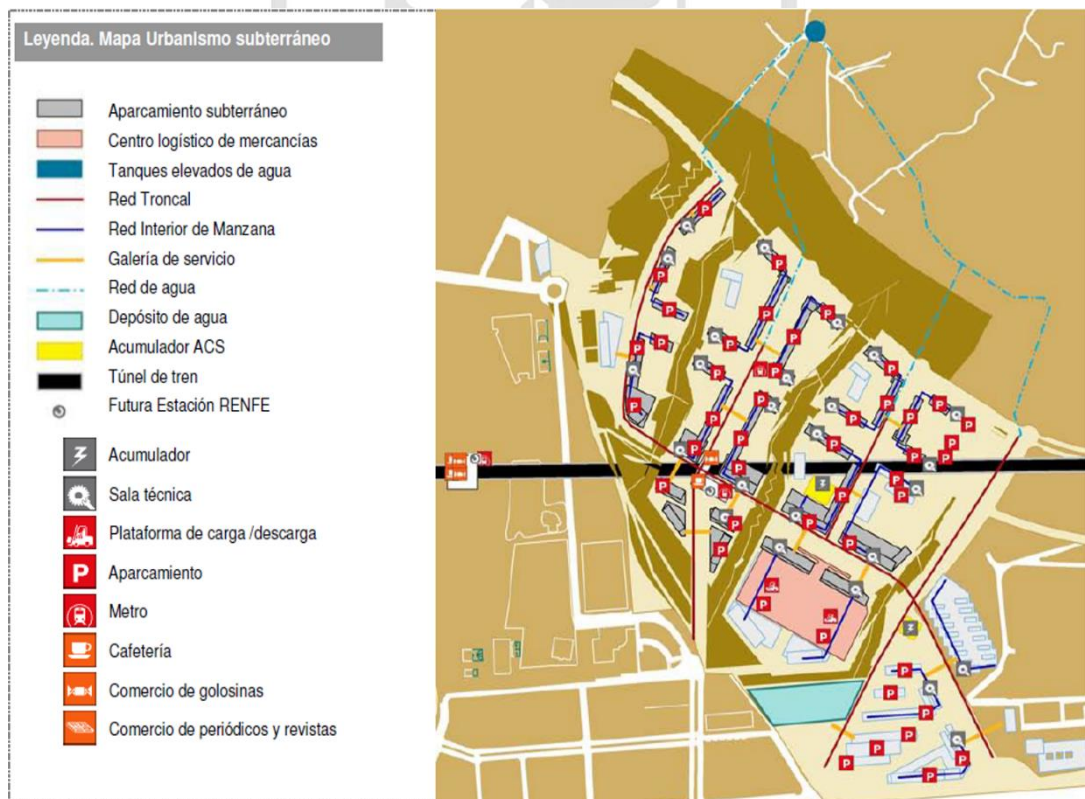 Leyenda. Mapa Urbanismo subterráneo
Aparcamiento subterráneo
Centro logístico de mercancías
Tanques elevados de agua
Red Troncal
Red Interior de Manzana
Galería de servicio
Red de agua
Depósito de agua
Acumulador ACS
Túnel de tren
Futura Estación RENFE
Acumulador
Sala técnica
Plataforma de carga /descarga
P Aparcamiento
Metro
Cafetería
Comercio de golosinas
Comercio de periódicos y revistas